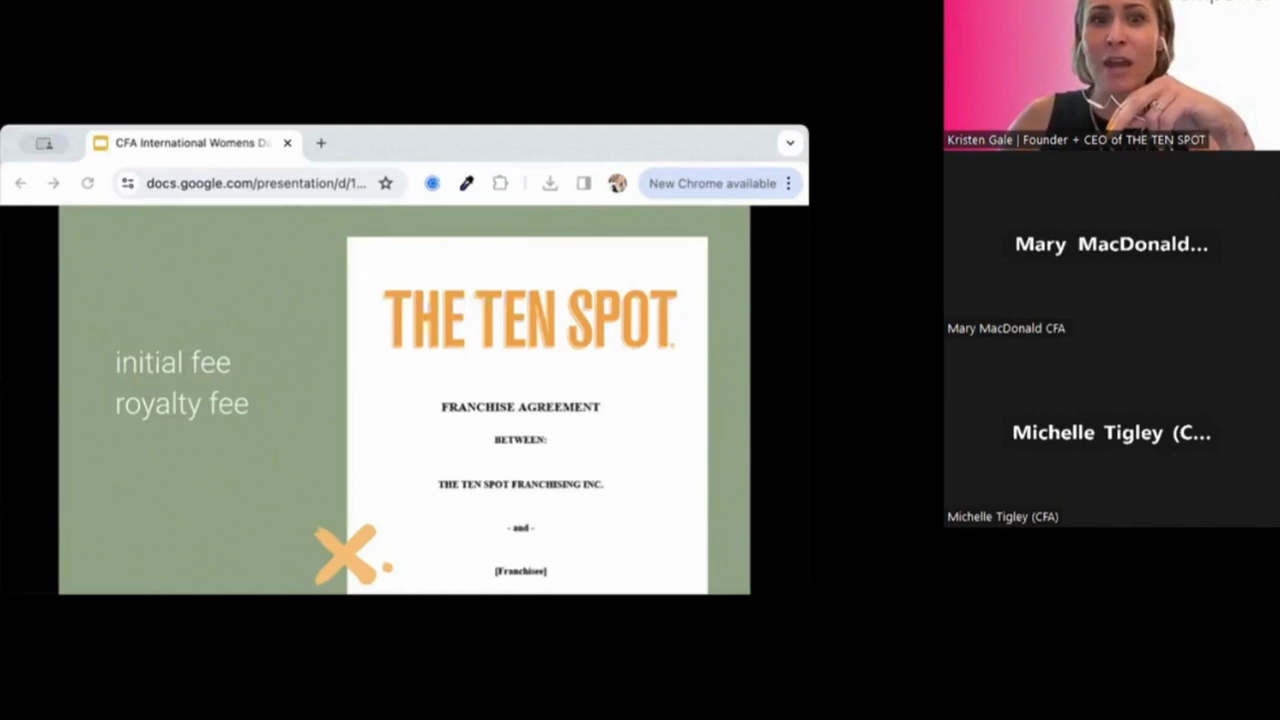 CFA International Womens Da
docs.google.com/presentation/d/1...
New Chrome available
initial fee
royalty fee
THE TEN SPOT.
FRANCHISE AGREEMENT
BETWEEN:
THE TEN SPOT FRANCHISING INC.
- and -
[Franchisee]
Kristen Gale | Founder + CEO of THE TEN SPOT
Mary MacDonald...
Mary MacDonald CFA
Michelle Tigley (C...
Michelle Tigley (CFA)